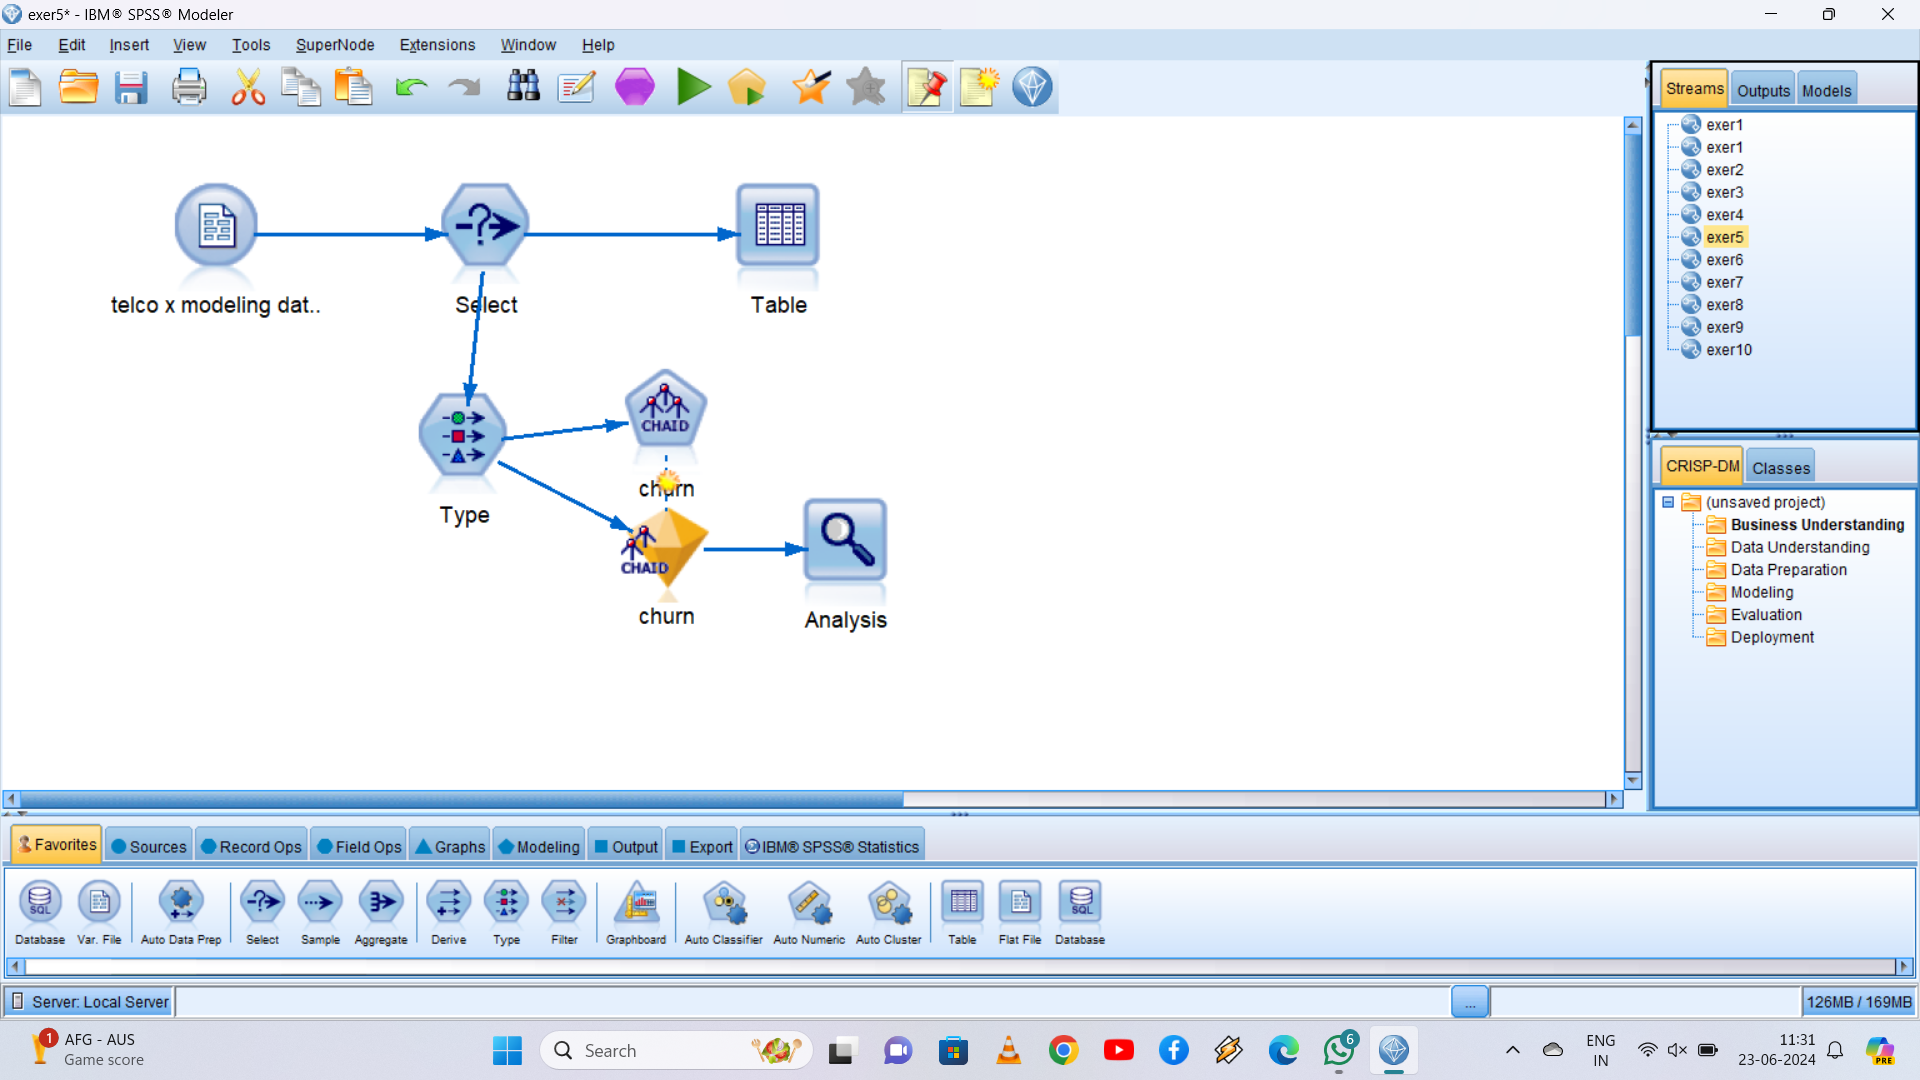 exer5* - IBM® SPSS® Modeler
File Edit Insert View Tools SuperNode Extensions Window Help
Streams Outputs Models
exer1
exer1
exer2
exer3
exer4
exer5
exer6
exer7
exer8
exer9
exer10
telco x modeling dat..
Select
Table
CHAID
churn
Type
CHAID
churn
Analysis
CRISP-DM Classes
(unsaved project)
Business Understanding
Data Understanding
Data Preparation
Modeling
Evaluation
Deployment
Favorites Sources Record Ops Field Ops Graphs Modeling Output Export IBM® SPSS® Statistics
SQL SQL
Database Var. File Auto Data Prep Select Sample Aggregate Derive Type Filter Graphboard Auto Classifier Auto Numeric Auto Cluster Table Flat File Database
Server: Local Server ... 126MB / 169MB
1 AFG - AUS
Game score
Search
6
ENG
IN
11:31
23-06-2024
PRE